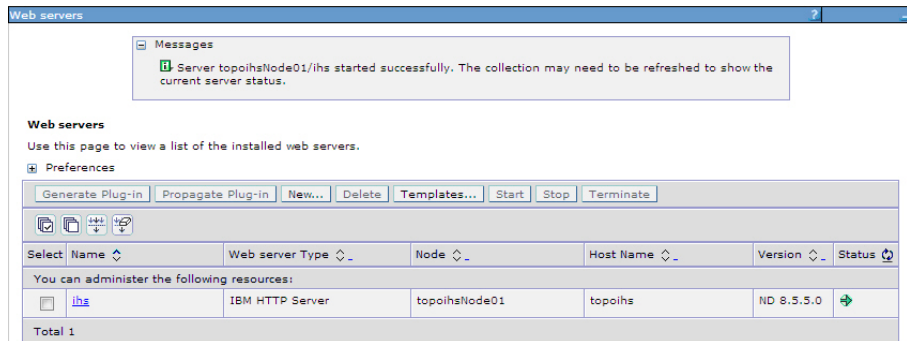 Web servers ? _
Messages
Server topoihsNode01/ihs started successfully. The collection may need to be refreshed to show the
current server status.
Web servers
Use this page to view a list of the installed web servers.
Preferences
Generate Plug-in Propagate Plug-in New... Delete Templates... Start Stop Terminate
Select Name Web server Type Node Host Name Version Status
You can administer the following resources:
ihs IBM HTTP Server topoihsNode01 topoihs ND 8.5.5.0
Total 1